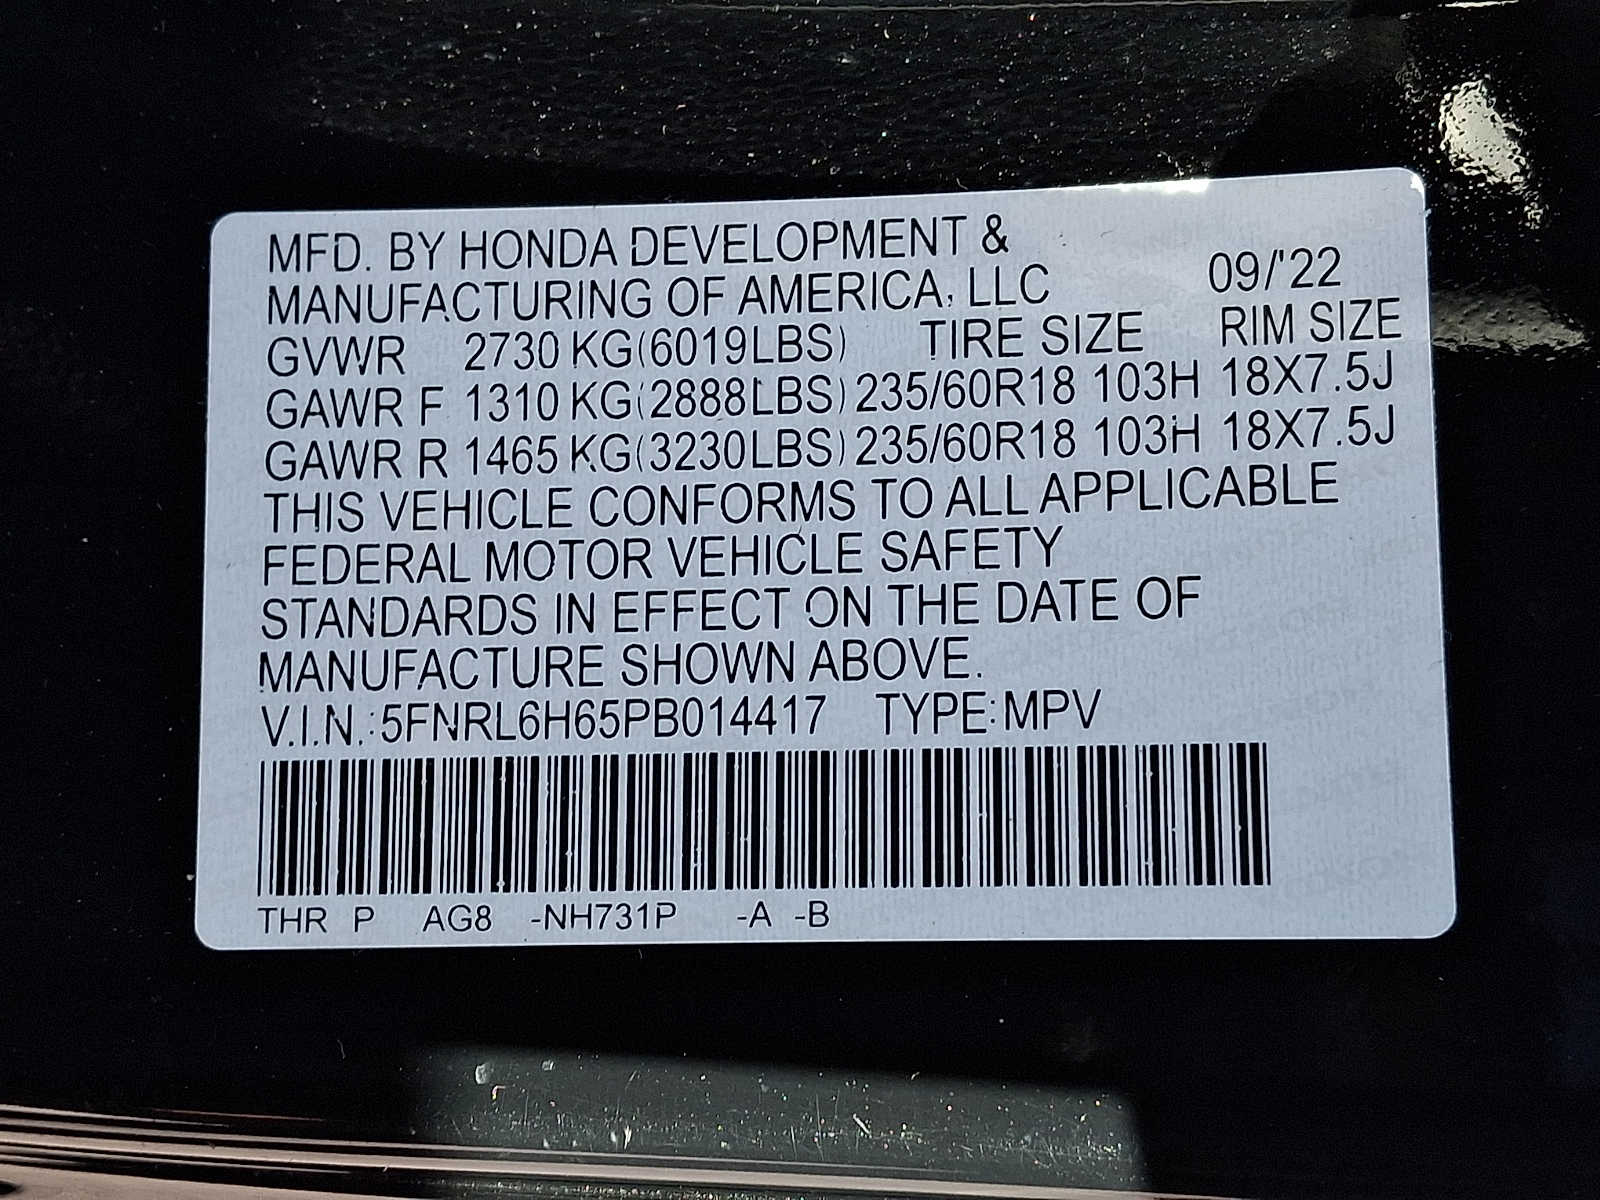 MFD. BY HONDA DEVELOPMENT &
MANUFACTURING OF AMERICA, LLC 09/'22
GVWR 2730 KG(6019LBS) TIRE SIZE RIM SIZE
GAWR F 1310 KG(2888LBS) 235/60R18 103H 18X7.5J
GAWR R 1465 KG(3230LBS) 235/60R18 103H 18X7.5J
THIS VEHICLE CONFORMS TO ALL APPLICABLE
FEDERAL MOTOR VEHICLE SAFETY
STANDARDS IN EFFECT ON THE DATE OF
MANUFACTURE SHOWN ABOVE.
V.I.N.:5FNRL6H65PB014417 TYPE:MPV
THR P AG8 -NH731P -A -B